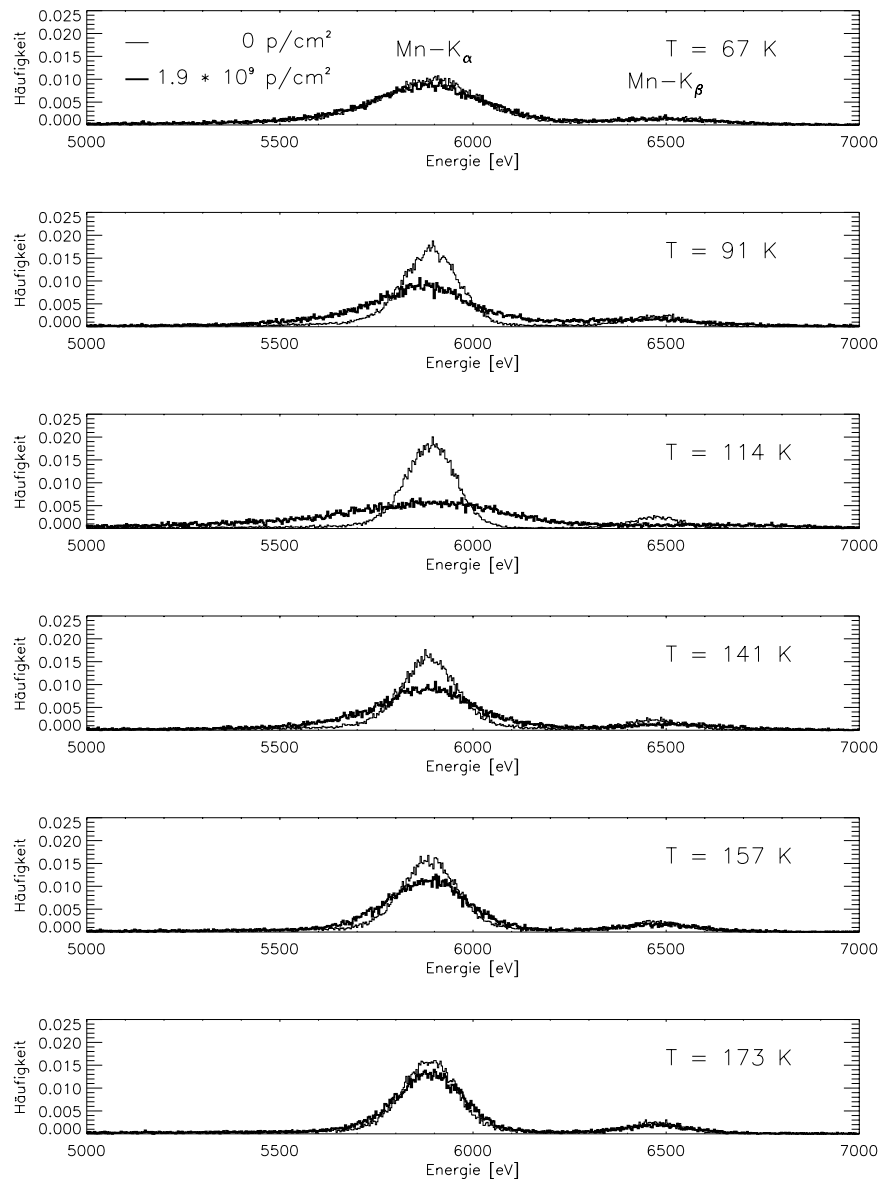 0 p/cm²
1.9 * 10⁹ p/cm²
Mn–Kα
Mn–Kβ
T = 67 K
Häufigkeit
0.025
0.020
0.015
0.010
0.005
0.000
5000 5500 6000 6500 7000
Energie [eV]
T = 91 K
Häufigkeit
0.025
0.020
0.015
0.010
0.005
0.000
5000 5500 6000 6500 7000
Energie [eV]
T = 114 K
Häufigkeit
0.025
0.020
0.015
0.010
0.005
0.000
5000 5500 6000 6500 7000
Energie [eV]
T = 141 K
Häufigkeit
0.025
0.020
0.015
0.010
0.005
0.000
5000 5500 6000 6500 7000
Energie [eV]
T = 157 K
Häufigkeit
0.025
0.020
0.015
0.010
0.005
0.000
5000 5500 6000 6500 7000
Energie [eV]
T = 173 K
Häufigkeit
0.025
0.020
0.015
0.010
0.005
0.000
5000 5500 6000 6500 7000
Energie [eV]